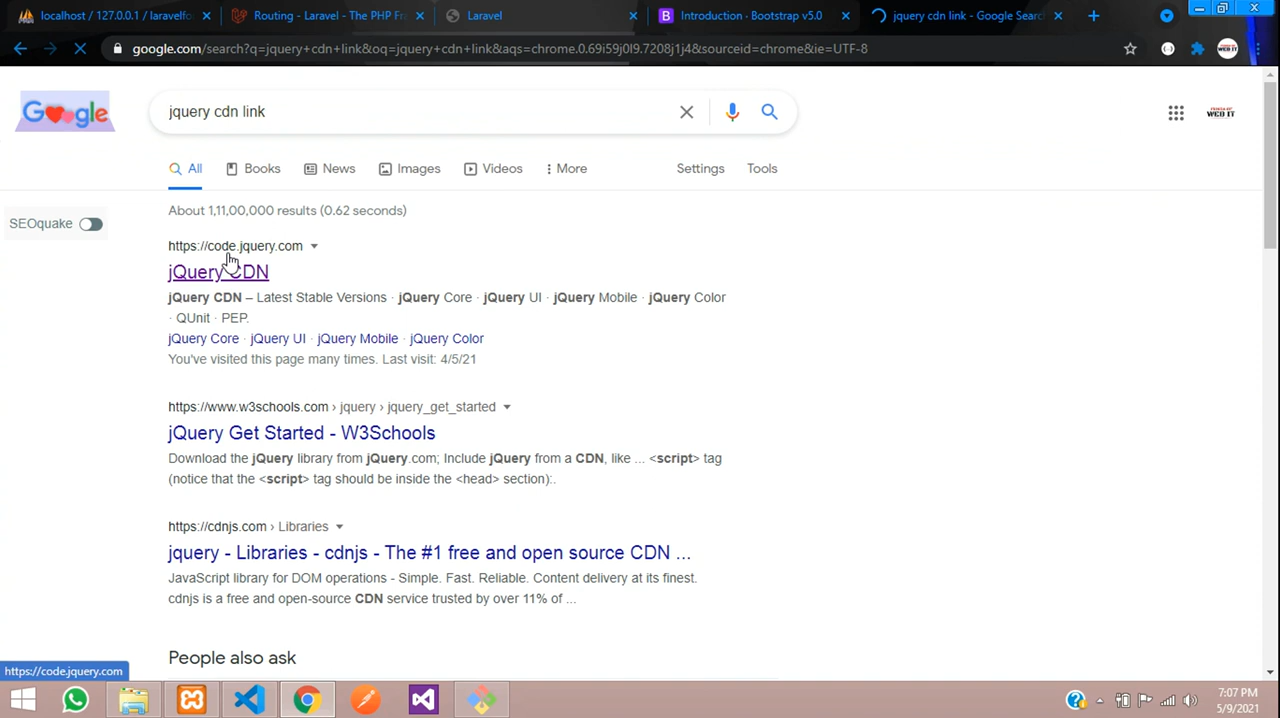 localhost / 127.0.0.1 / laravelfo
Routing - Laravel - The PHP Fr
Laravel
Introduction · Bootstrap v5.0
jquery cdn link - Google Search
google.com/search?q=jquery+cdn+link&oq=jquery+cdn+link&aqs=chrome.0.69i59j0l9.7208j1j4&sourceid=chrome&ie=UTF-8
Google
jquery cdn link
WEB IT
All
Books
News
Images
Videos
More
Settings
Tools
About 1,11,00,000 results (0.62 seconds)
SEOquake
https://code.jquery.com
jQuery CDN
jQuery CDN – Latest Stable Versions · jQuery Core · jQuery UI · jQuery Mobile · jQuery Color
· QUnit · PEP.
jQuery Core · jQuery UI · jQuery Mobile · jQuery Color
You've visited this page many times. Last visit: 4/5/21
https://www.w3schools.com › jquery › jquery_get_started
jQuery Get Started - W3Schools
Download the jQuery library from jQuery.com; Include jQuery from a CDN, like ... <script> tag
(notice that the <script> tag should be inside the <head> section):.
https://cdnjs.com › Libraries
jquery - Libraries - cdnjs - The #1 free and open source CDN ...
JavaScript library for DOM operations - Simple. Fast. Reliable. Content delivery at its finest.
cdnjs is a free and open-source CDN service trusted by over 11% of ...
People also ask
https://code.jquery.com
7:07 PM
5/9/2021